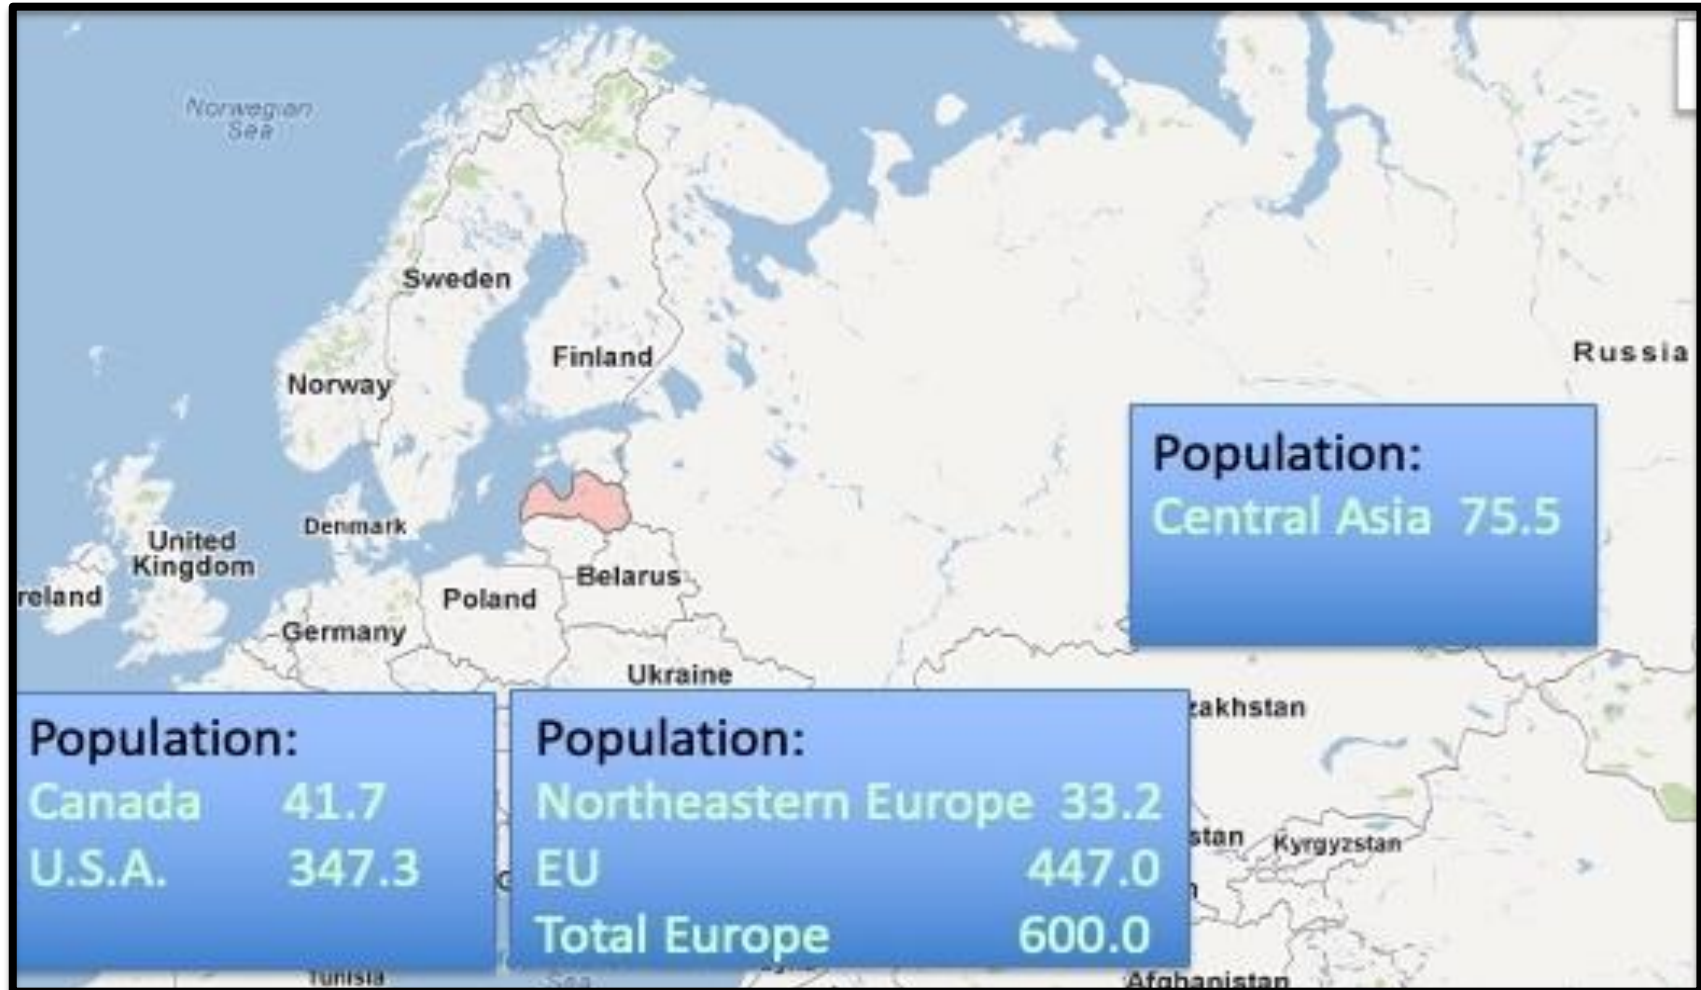 Norwegian
Sea
Sweden
Finland
Norway
Russia
Population:
Central Asia 75.5
Denmark
United
Kingdom
reland
Belarus
Poland
Germany
Ukraine
zakhstan
Population:
Canada 41.7
U.S.A. 347.3
Population:
Northeastern Europe 33.2
EU 447.0
Total Europe 600.0
stan
Kyrgyzstan
Tunisia
Sea
Afghanistan